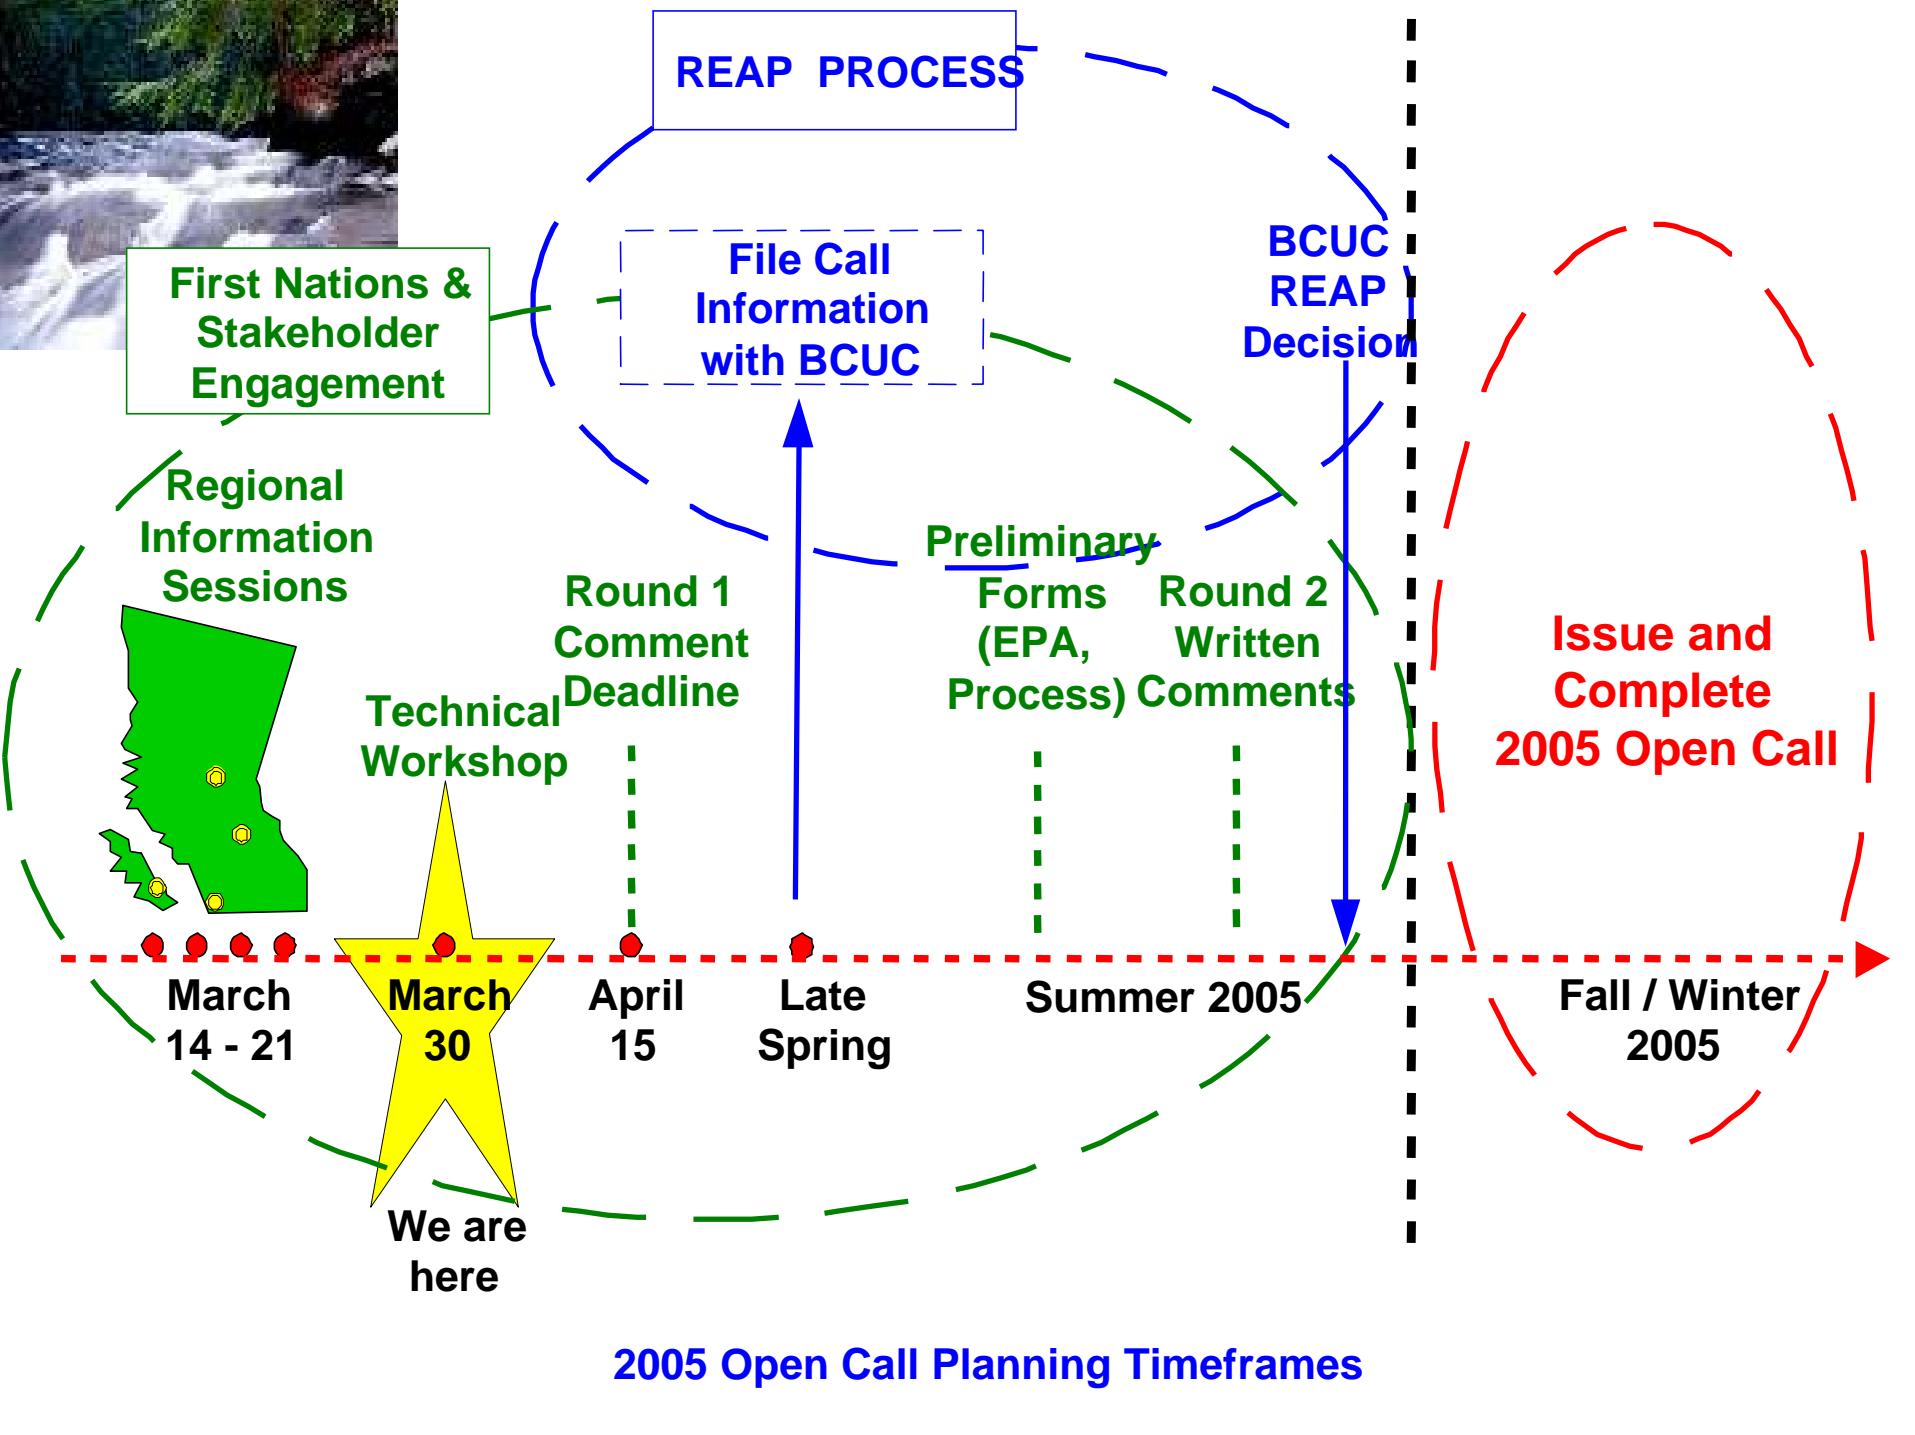 REAP PROCESS
First Nations &
Stakeholder
Engagement
File Call
Information
with BCUC
BCUC
REAP
Decision
Regional
Information
Sessions
Technical
Workshop
Round 1
Comment
Deadline
Preliminary
Forms
(EPA,
Process)
Round 2
Written
Comments
Issue and
Complete
2005 Open Call
March
14 - 21
March
30
April
15
Late
Spring
Summer 2005
Fall / Winter
2005
We are
here
2005 Open Call Planning Timeframes